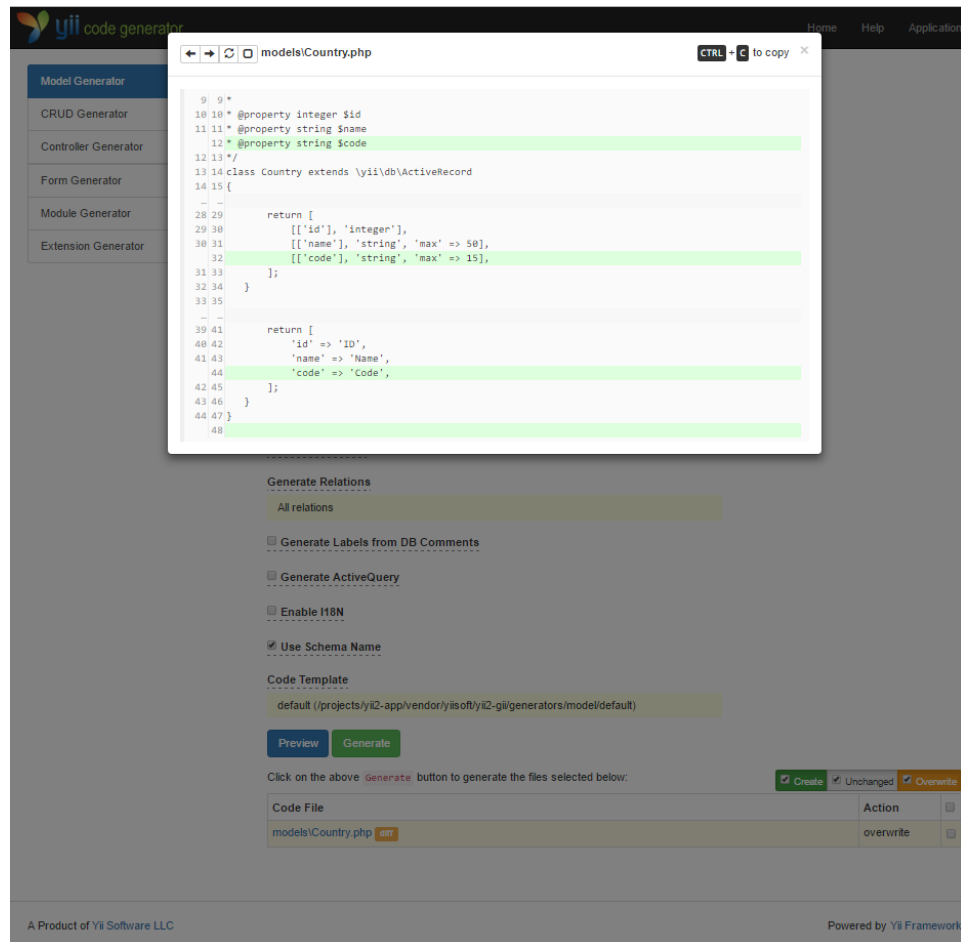 yii code generator
Home Help Application
models\Country.php CTRL + C to copy ×
Model Generator
CRUD Generator
Controller Generator
Form Generator
Module Generator
Extension Generator
9 9 *
10 10 * @property integer $id
11 11 * @property string $name
12 * @property string $code
12 13 */
13 14 class Country extends \yii\db\ActiveRecord
14 15 {
… …
28 29 return [
29 30 [['id'], 'integer'],
30 31 [['name'], 'string', 'max' => 50],
32 [['code'], 'string', 'max' => 15],
31 33 ];
32 34 }
33 35
… …
39 41 return [
40 42 'id' => 'ID',
41 43 'name' => 'Name',
44 'code' => 'Code',
42 45 ];
43 46 }
44 47 }
48
Generate Relations
All relations
Generate Labels from DB Comments
Generate ActiveQuery
Enable I18N
Use Schema Name
Code Template
default (/projects/yii2-app/vendor/yiisoft/yii2-gii/generators/model/default)
Preview Generate
Click on the above Generate button to generate the files selected below:
Create Unchanged Overwrite
Code File Action
models\Country.php diff overwrite
A Product of Yii Software LLC Powered by Yii Framework